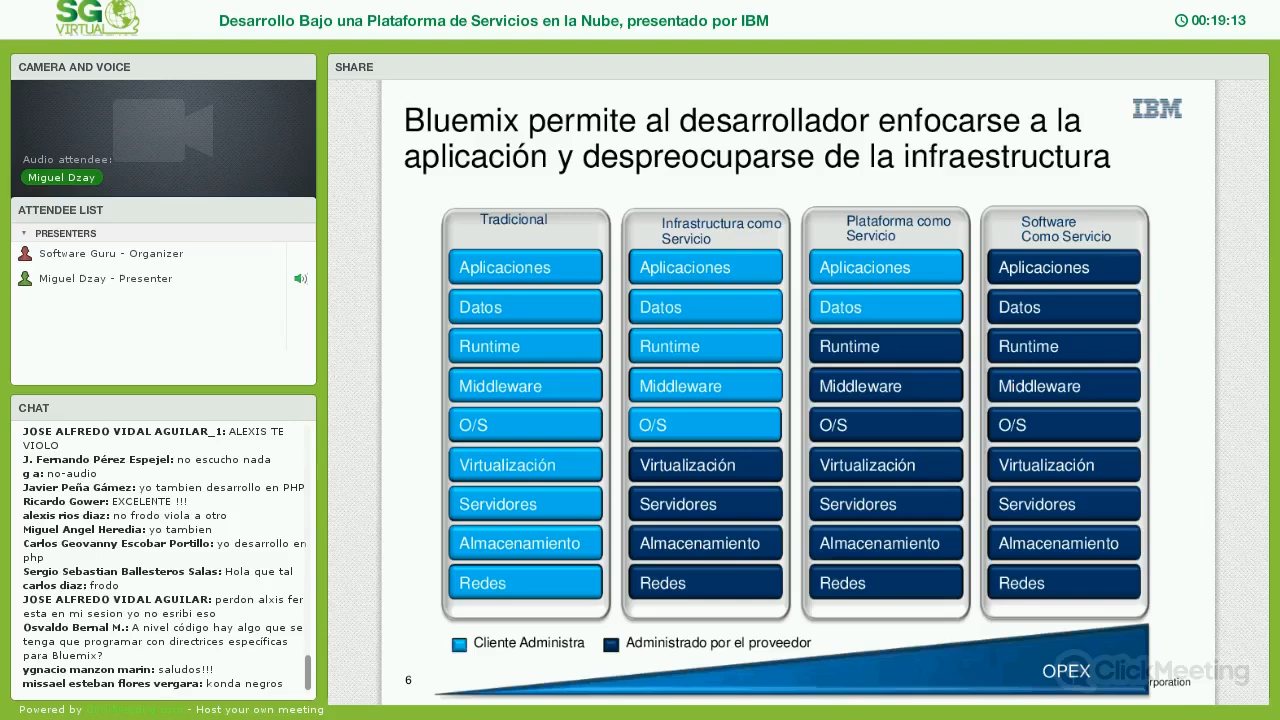 SG
VIRTUAL
Desarrollo Bajo una Plataforma de Servicios en la Nube, presentado por IBM
00:19:13
CAMERA AND VOICE
Audio attendee:
Miguel Dzay
ATTENDEE LIST
PRESENTERS
Software Guru - Organizer
Miguel Dzay - Presenter
CHAT
JOSE ALFREDO VIDAL AGUILAR_1: ALEXIS TE
VIOLO
J. Fernando Pérez Espejel: no escucho nada
g a: no-audio
Javier Peña Gámez: yo tambien desarrollo en PHP
Ricardo Gower: EXCELENTE !!!
alexis rios diaz: no frodo viola a otro
Miguel Angel Heredia: yo tambien
Carlos Geovanny Escobar Portillo: yo desarrollo en
php
Sergio Sebastian Ballesteros Salas: Hola que tal
carlos diaz: frodo
JOSE ALFREDO VIDAL AGUILAR: perdon alxis fer
esta en mi sesion yo no esribi eso
Osvaldo Bernal M.: A nivel código hay algo que se
tenga que programar con directrices específicas
para Bluemix?
ygnacio mazon marin: saludos!!!
missael esteban flores vergara: konda negros
Powered by ClickMeeting.com - Host your own meeting
SHARE
IBM
Bluemix permite al desarrollador enfocarse a la
aplicación y despreocuparse de la infraestructura
Tradicional
Aplicaciones
Datos
Runtime
Middleware
O/S
Virtualización
Servidores
Almacenamiento
Redes
Infrastructura como
Servicio
Aplicaciones
Datos
Runtime
Middleware
O/S
Virtualización
Servidores
Almacenamiento
Redes
Plataforma como
Servicio
Aplicaciones
Datos
Runtime
Middleware
O/S
Virtualización
Servidores
Almacenamiento
Redes
Software
Como Servicio
Aplicaciones
Datos
Runtime
Middleware
O/S
Virtualización
Servidores
Almacenamiento
Redes
Cliente Administra
Administrado por el proveedor
OPEX
ClickMeeting
6
rporation